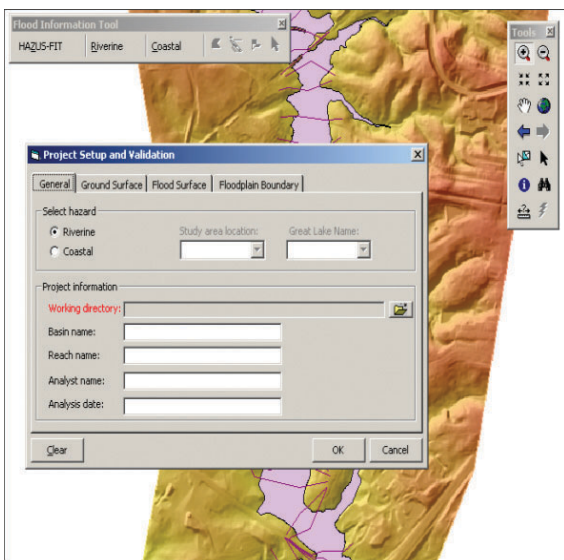 Flood Information Tool
HAZUS-FIT Riverine Coastal
Tools
Project Setup and Validation
General Ground Surface Flood Surface Floodplain Boundary
Select hazard
Riverine Study area location: Great Lake Name:
Coastal
Project information
Working directory:
Basin name:
Reach name:
Analyst name:
Analysis date:
Clear OK Cancel